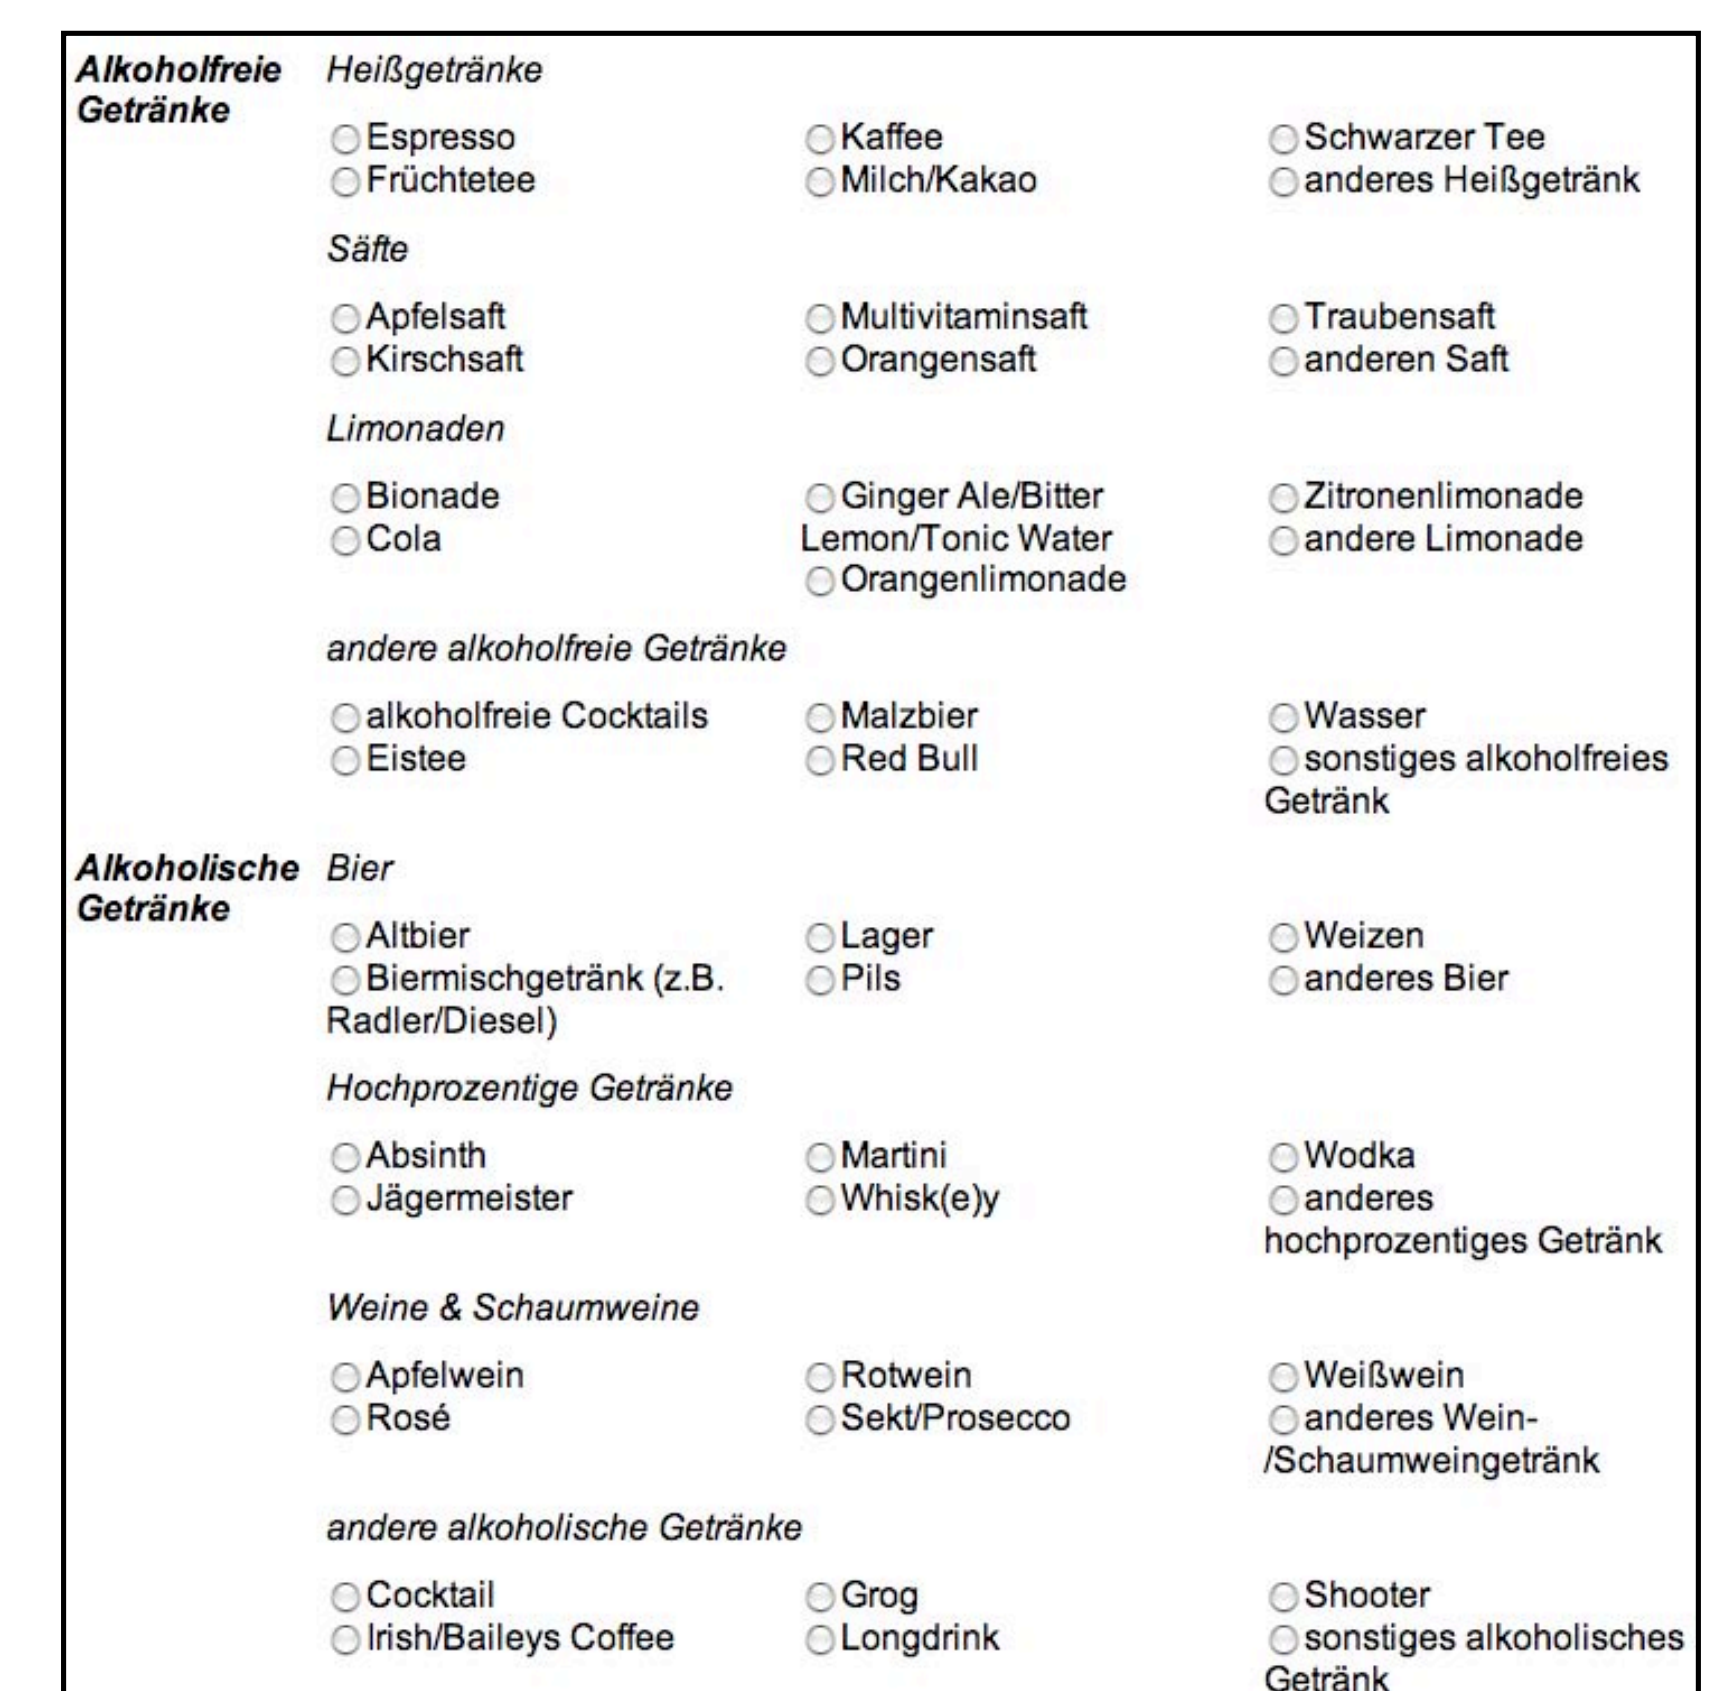 Alkoholfreie Getränke
Heißgetränke
Espresso Kaffee Schwarzer Tee
Früchtetee Milch/Kakao anderes Heißgetränk
Säfte
Apfelsaft Multivitaminsaft Traubensaft
Kirschsaft Orangensaft anderen Saft
Limonaden
Bionade Ginger Ale/Bitter Zitronenlimonade
Cola Lemon/Tonic Water andere Limonade
Orangenlimonade
andere alkoholfreie Getränke
alkoholfreie Cocktails Malzbier Wasser
Eistee Red Bull sonstiges alkoholfreies
Getränk
Alkoholische Getränke
Bier
Altbier Lager Weizen
Biermischgetränk (z.B. Pils anderes Bier
Radler/Diesel)
Hochprozentige Getränke
Absinth Martini Wodka
Jägermeister Whisk(e)y anderes
hochprozentiges Getränk
Weine & Schaumweine
Apfelwein Rotwein Weißwein
Rosé Sekt/Prosecco anderes Wein-
/Schaumweingetränk
andere alkoholische Getränke
Cocktail Grog Shooter
Irish/Baileys Coffee Longdrink sonstiges alkoholisches
Getränk